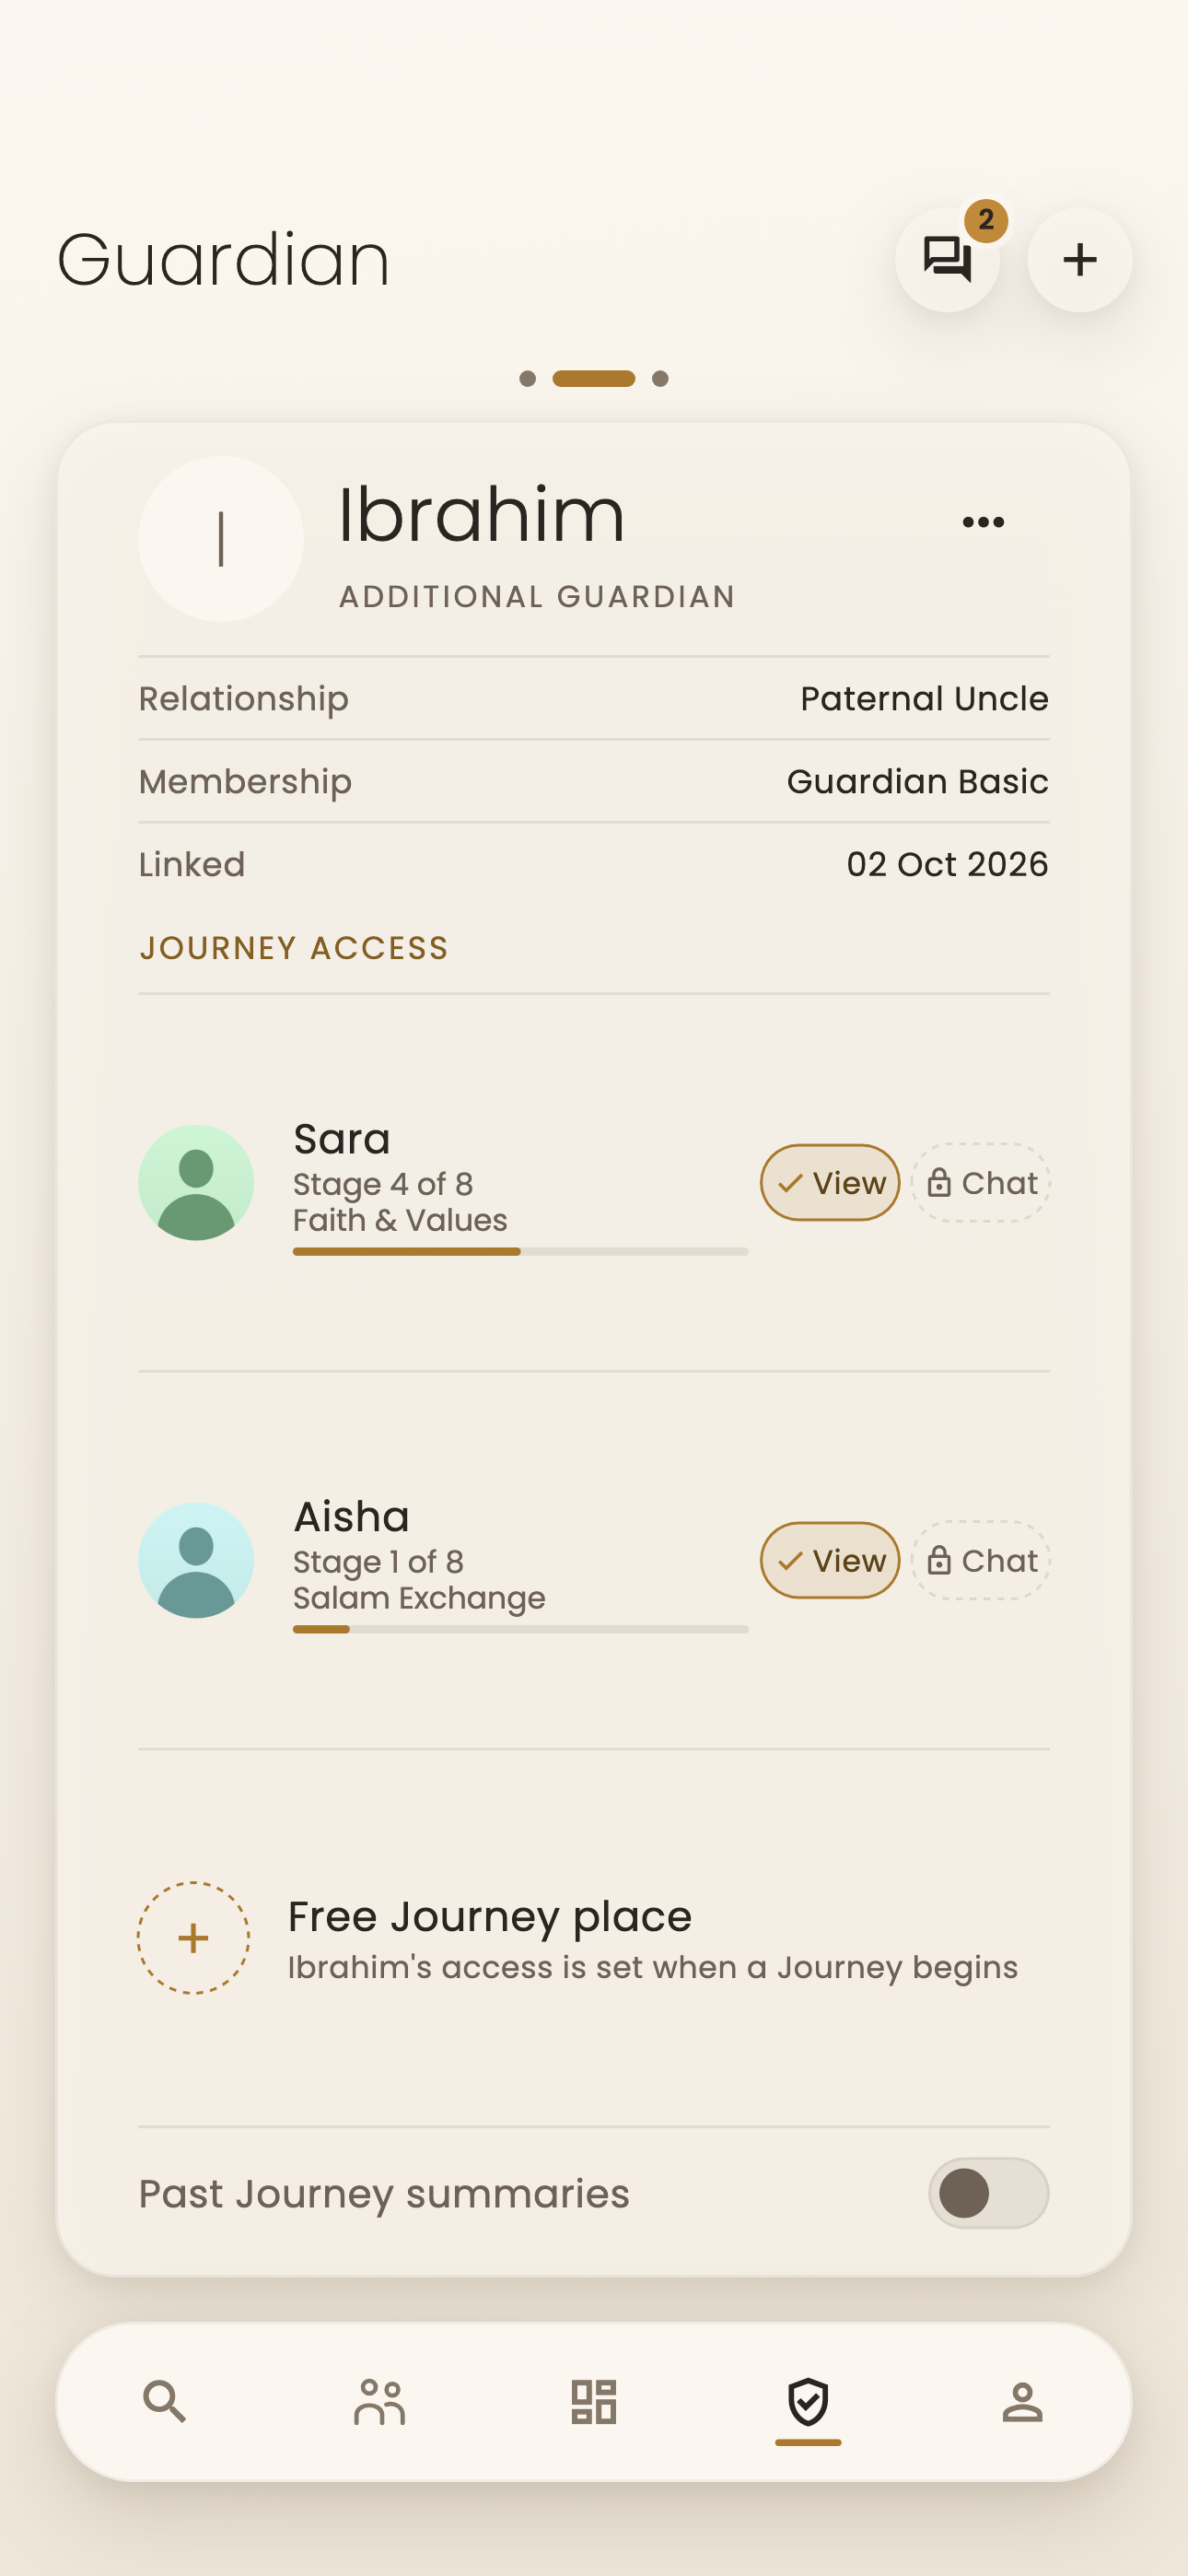 Guardian
2
I
Ibrahim
ADDITIONAL GUARDIAN
Relationship
Paternal Uncle
Membership
Guardian Basic
Linked
02 Oct 2026
JOURNEY ACCESS
Sara
Stage 4 of 8
Faith & Values
View
Chat
Aisha
Stage 1 of 8
Salam Exchange
View
Chat
Free Journey place
Ibrahim's access is set when a Journey begins
Past Journey summaries